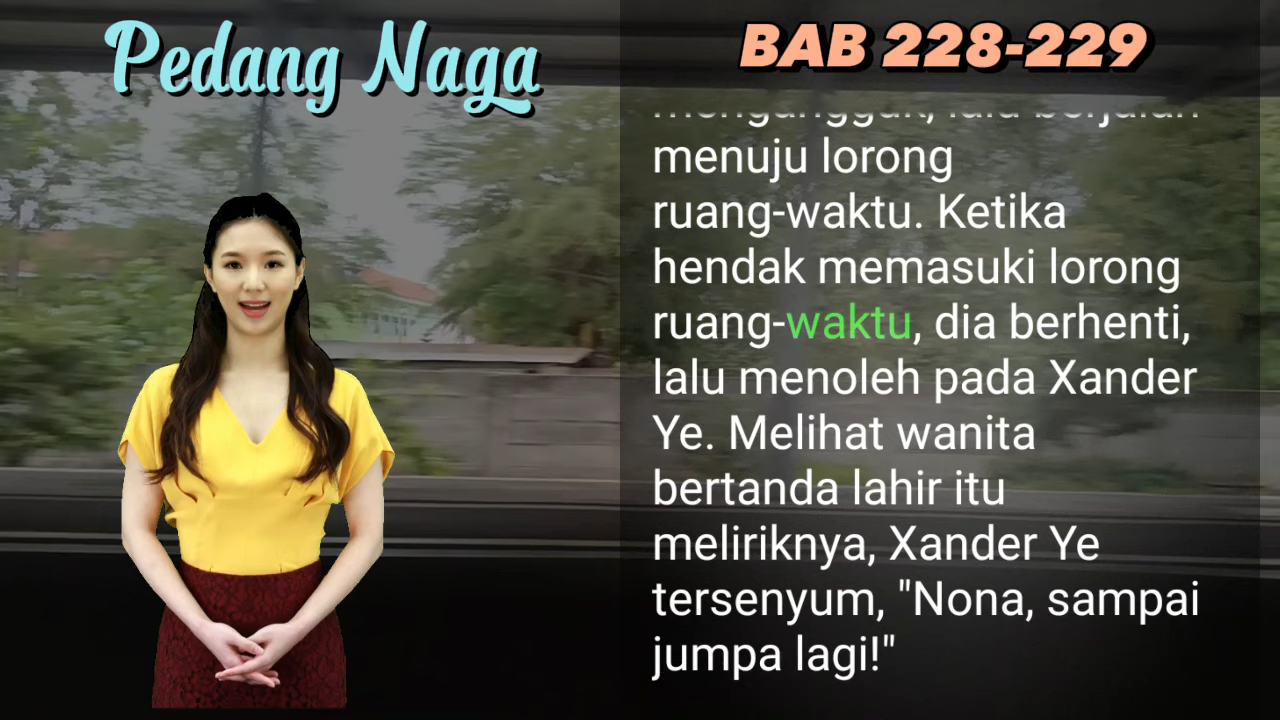 Pedang Naga
BAB 228-229
menuju lorong
ruang-waktu. Ketika
hendak memasuki lorong
ruang-waktu, dia berhenti,
lalu menoleh pada Xander
Ye. Melihat wanita
bertanda lahir itu
meliriknya, Xander Ye
tersenyum, "Nona, sampai
jumpa lagi!"